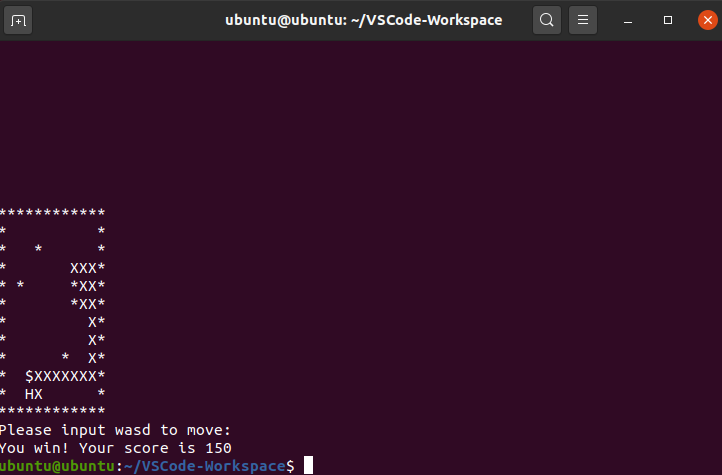 ubuntu@ubuntu: ~/VSCode-Workspace
************
*          *
*   *      *
*       XXX*
* *     *XX*
*       *XX*
*         X*
*         X*
*      *  X*
*  $XXXXXXX*
*  HX      *
************
Please input wasd to move:
You win! Your score is 150
ubuntu@ubuntu:~/VSCode-Workspace$